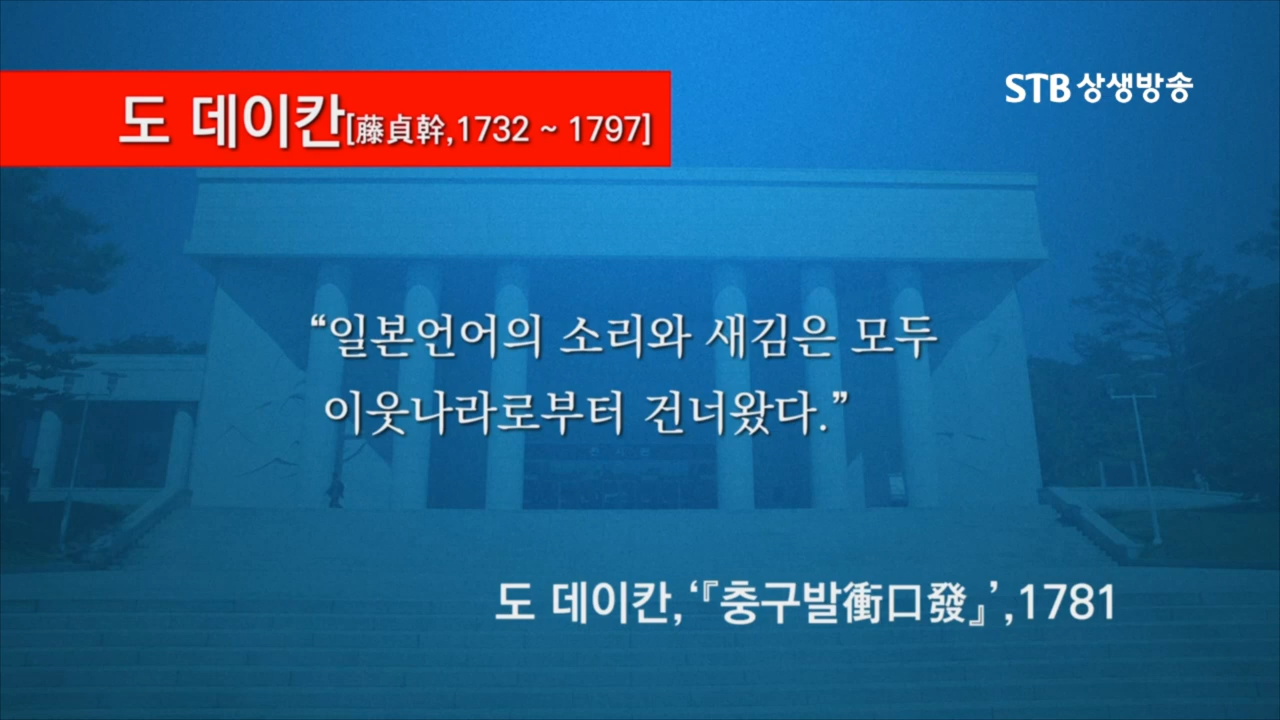 STB 상생방송
도 데이칸[藤貞幹,1732 ~ 1797]
“일본언어의 소리와 새김은 모두
이웃나라로부터 건너왔다.”
도 데이칸,‘『충구발衝口發』’,1781